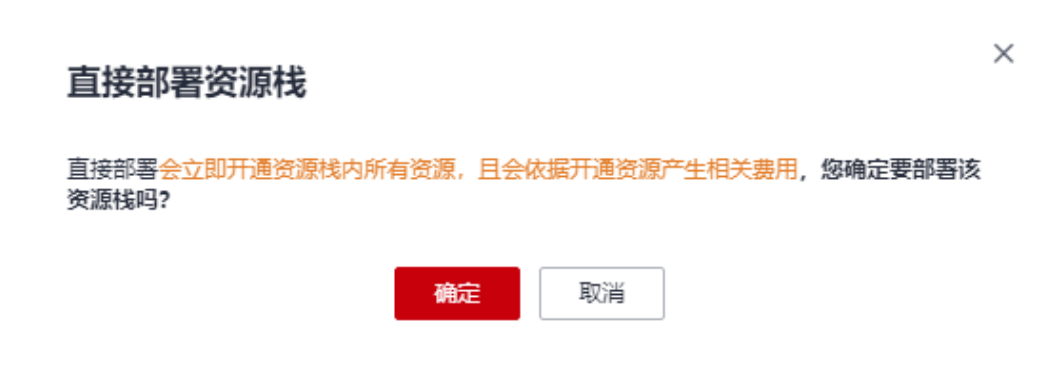 直接部署资源栈
直接部署会立即开通资源栈内所有资源，且会依据开通资源产生相关费用，您确定要部署该
资源栈吗?
确定
取消